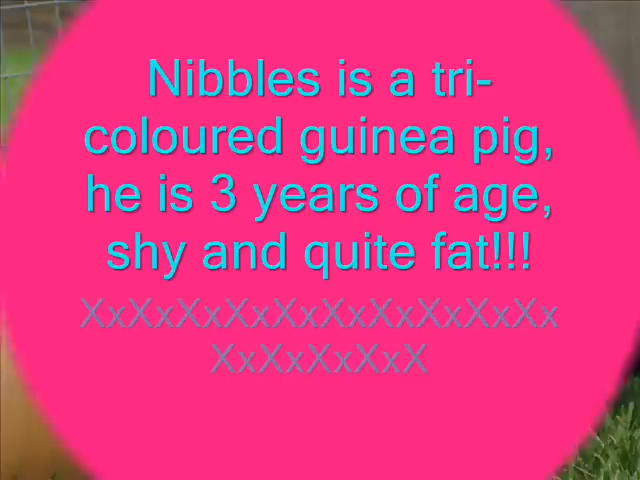 Nibbles is a tri-
coloured guinea pig,
he is 3 years of age,
shy and quite fat!!!
XxXxXxXxXxXxXxXxXxXx
XxXxXxXxX